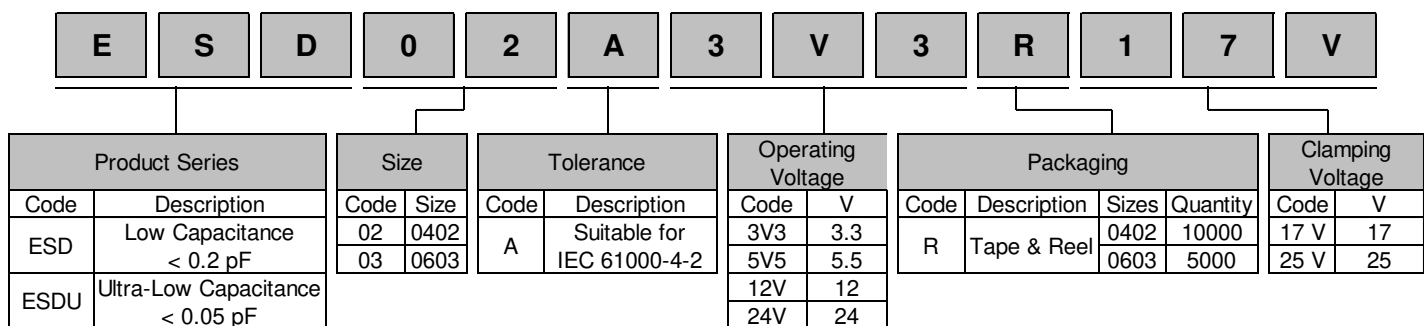 E S D 0 2 A 3 V 3 R 1 7 V
Product Series
Code Description
ESD Low Capacitance
< 0.2 pF
ESDU Ultra-Low Capacitance
< 0.05 pF
Size
Code Size
02 0402
03 0603
Tolerance
Code Description
A Suitable for
IEC 61000-4-2
Operating
Voltage
Code V
3V3 3.3
5V5 5.5
12V 12
24V 24
Packaging
Code Description Sizes Quantity
R Tape & Reel 0402 10000
0603 5000
Clamping
Voltage
Code V
17 V 17
25 V 25